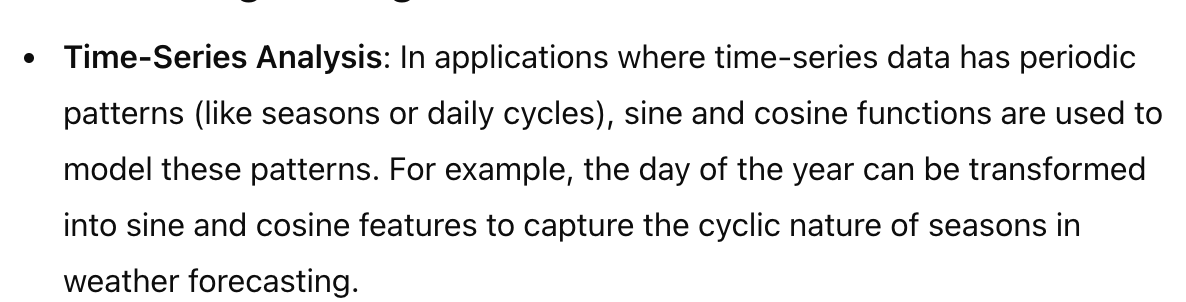 • Time-Series Analysis: In applications where time-series data has periodic
patterns (like seasons or daily cycles), sine and cosine functions are used to
model these patterns. For example, the day of the year can be transformed
into sine and cosine features to capture the cyclic nature of seasons in
weather forecasting.